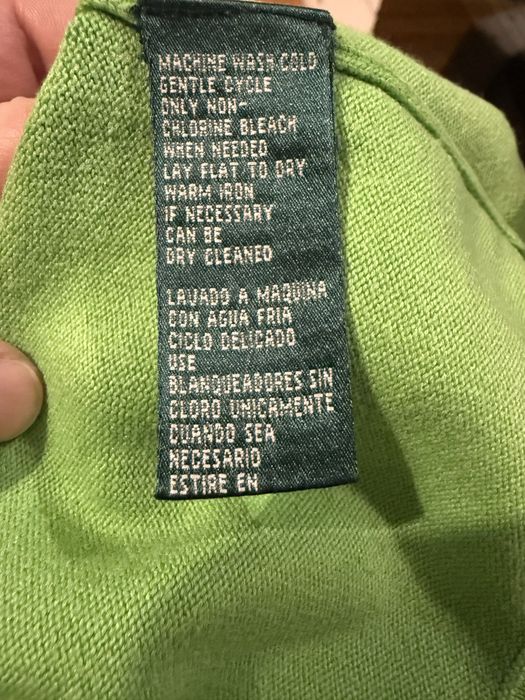 MACHINE WASH COLD
GENTLE CYCLE
ONLY NON-
CHLORINE BLEACH
WHEN NEEDED
LAY FLAT TO DRY
WARM IRON
IF NECESSARY
CAN BE
DRY CLEANED
LAVADO A MAQUINA
CON AGUA FRIA
CICLO DELICADO
USE
BLANQUEADORES SIN
CLORO UNICAMENTE
CUANDO SEA
NECESARIO
ESTIRE EN